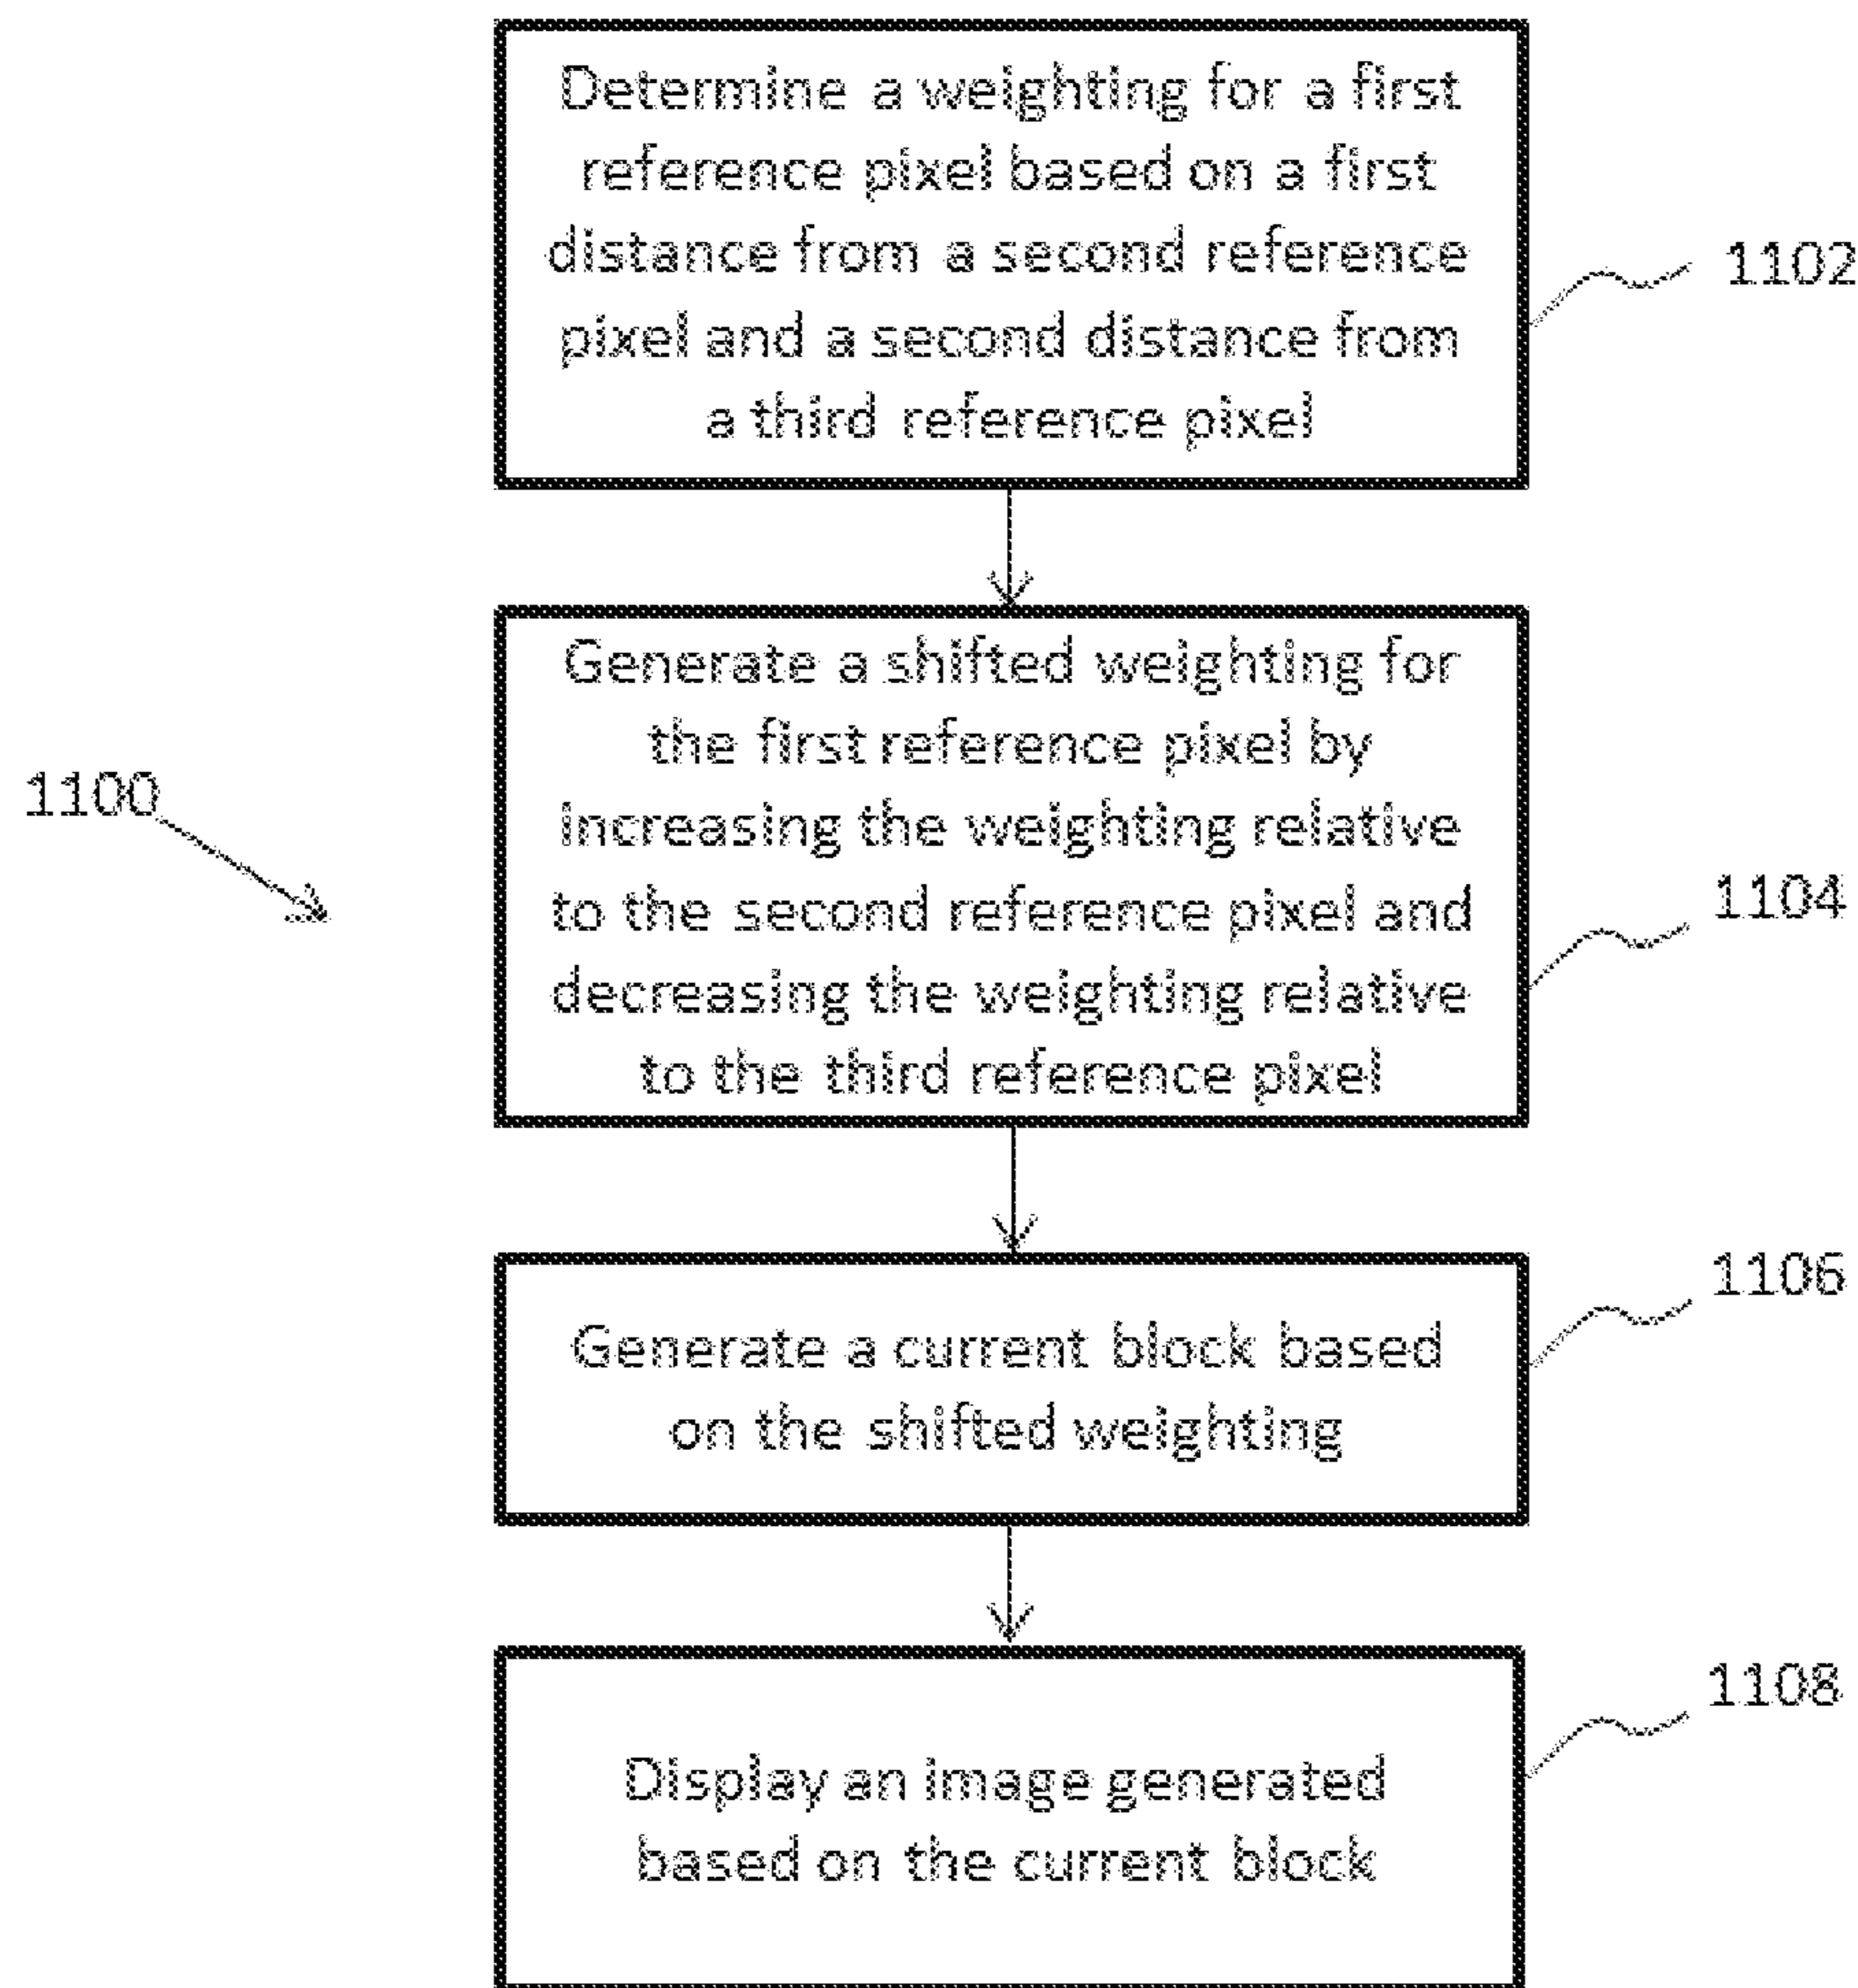 Determine a weighting for a first
reference pixel based on a first
distance from a second reference
pixel and a second distance from
a third reference pixel
1102
Generate a shifted weighting for
the first reference pixel by
increasing the weighting relative
to the second reference pixel and
decreasing the weighting relative
to the third reference pixel
1100
1104
Generate a current block based
on the shifted weighting
1106
Display an image generated
based on the current block
1108